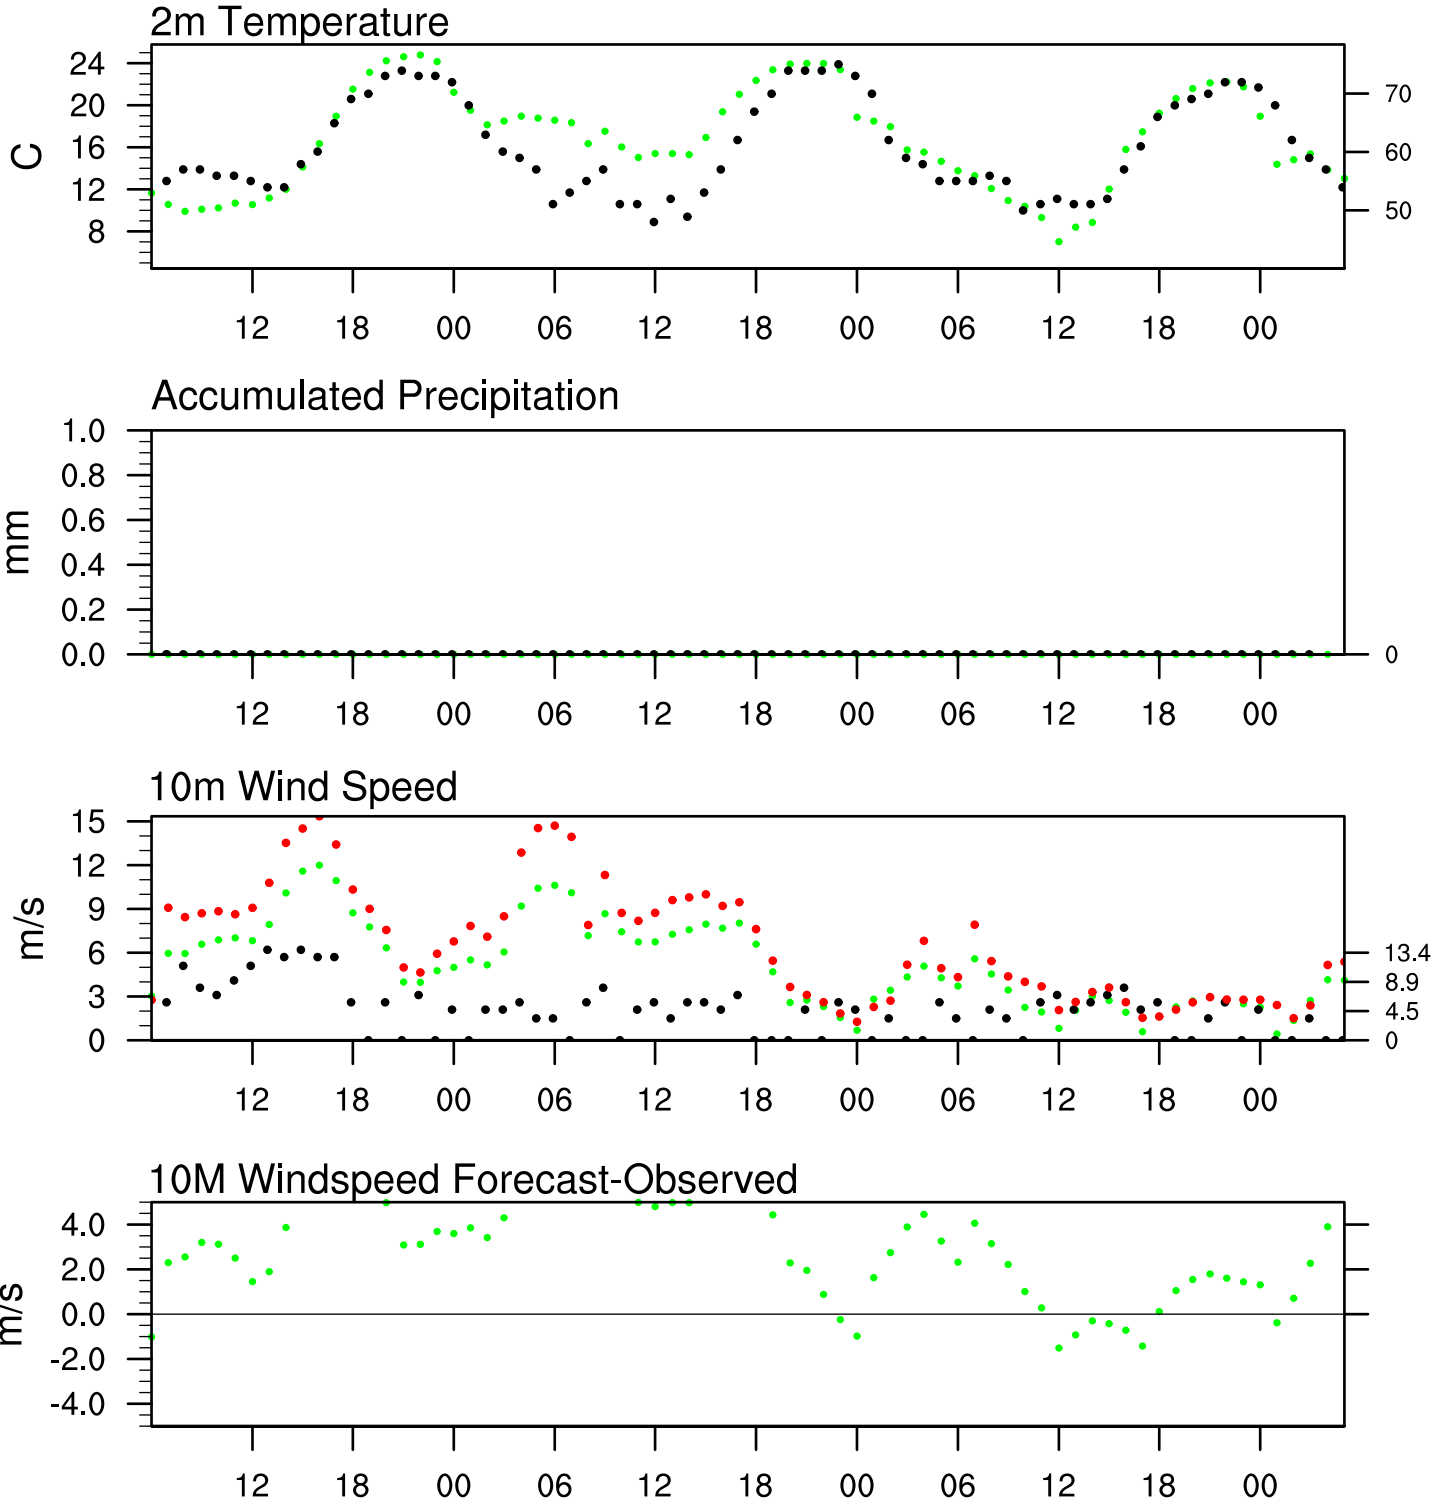 2m Temperature
24
20
16
12
8
C
70
60
50
12 18 00 06 12 18 00 06 12 18 00
Accumulated Precipitation
1.0
0.8
0.6
0.4
0.2
0.0
mm
0
12 18 00 06 12 18 00 06 12 18 00
10m Wind Speed
15
12
9
6
3
0
m/s
13.4
8.9
4.5
0
12 18 00 06 12 18 00 06 12 18 00
10M Windspeed Forecast-Observed
4.0
2.0
0.0
-2.0
-4.0
m/s
12 18 00 06 12 18 00 06 12 18 00